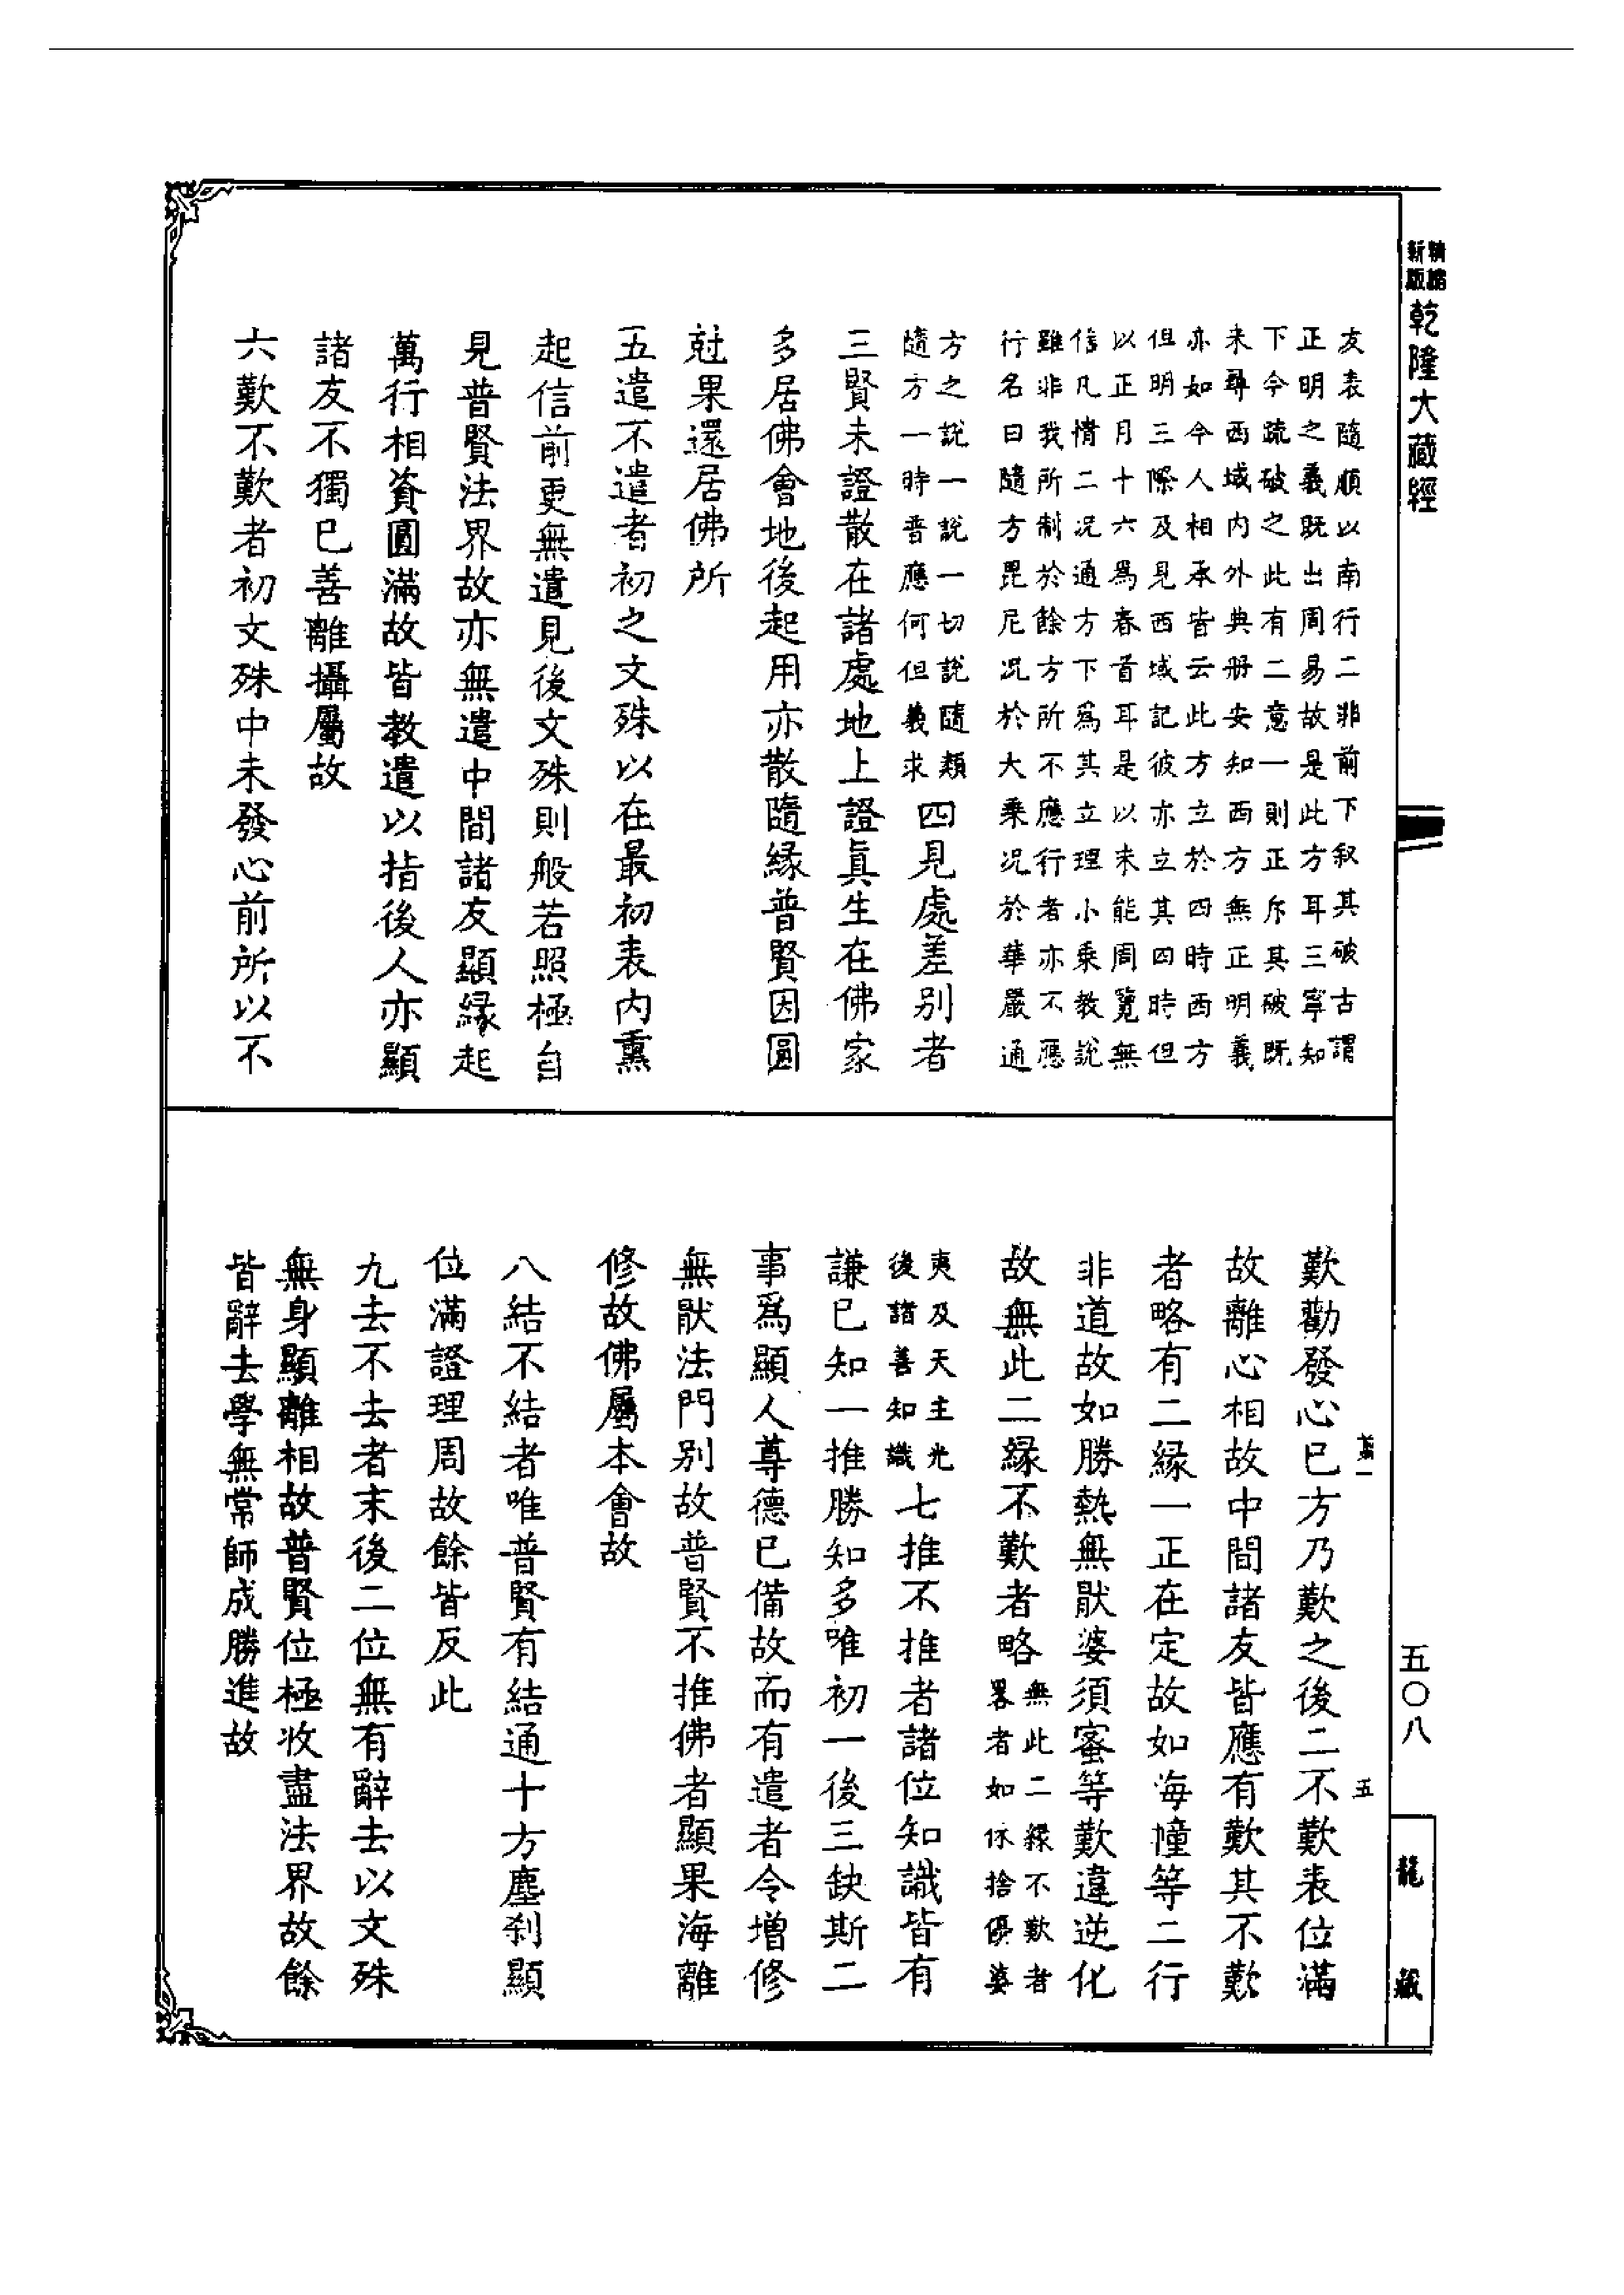 精縮
新版
乾隆大藏經
友表隨順以南行二非前下叙其破古謂
正明之義既出周易故是此方耳三寧知
下今疏破之此有二意一則正斥其破既
未尋西域內外典册安知西方無正明義
亦如今人相承皆云此方立於四時西方
但明三際及見西域記彼亦立其四時但
以正月十六爲春首耳是以未能周覽無
信凡情二况通方下爲其立理小乘教說
雖非我所制於餘方所不應行者亦不應
行名曰隨方毘尼况於大乘况於華嚴通
方之說一說一切說隨類
隨方一時普應何但義求
四見處差別者
三賢未證散在諸處地上證眞生在佛家
多居佛會地後起用亦散隨緣普賢因圓
尅果還居佛所
五遣不遣者初之文殊以在最初表內熏
起信前更無遣見後文殊則般若照極自
見普賢法界故亦無遣中間諸友顯緣起
萬行相資圓滿故皆教遣以指後人亦顯
諸友不獨已善離攝屬故
六歎不歎者初文殊中未發心前所以不
歎勸發心已方乃歎之後二不歎表位滿
故離心相故中間諸友皆應有歎其不歎
者略有二緣一正在定故如海幢等二行
非道故如勝熱無猒婆須蜜等歎違逆化
故無此二緣不歎者略
無此二緣不歎者
畧者如休捨優婆
夷及天主光
後諸善知識
七推不推者諸位知識皆有
謙已知一推勝知多唯初一後三缺斯二
事爲顯人尊德已備故而有遣者令增修
無猒法門別故普賢不推佛者顯果海離
修故佛屬本會故
八結不結者唯普賢有結通十方塵刹顯
位滿證理周故餘皆反此
九去不去者末後二位無有辭去以文殊
無身顯離相故普賢位極收盡法界故餘
皆辭去學無常師成勝進故
五
五〇八
龍藏